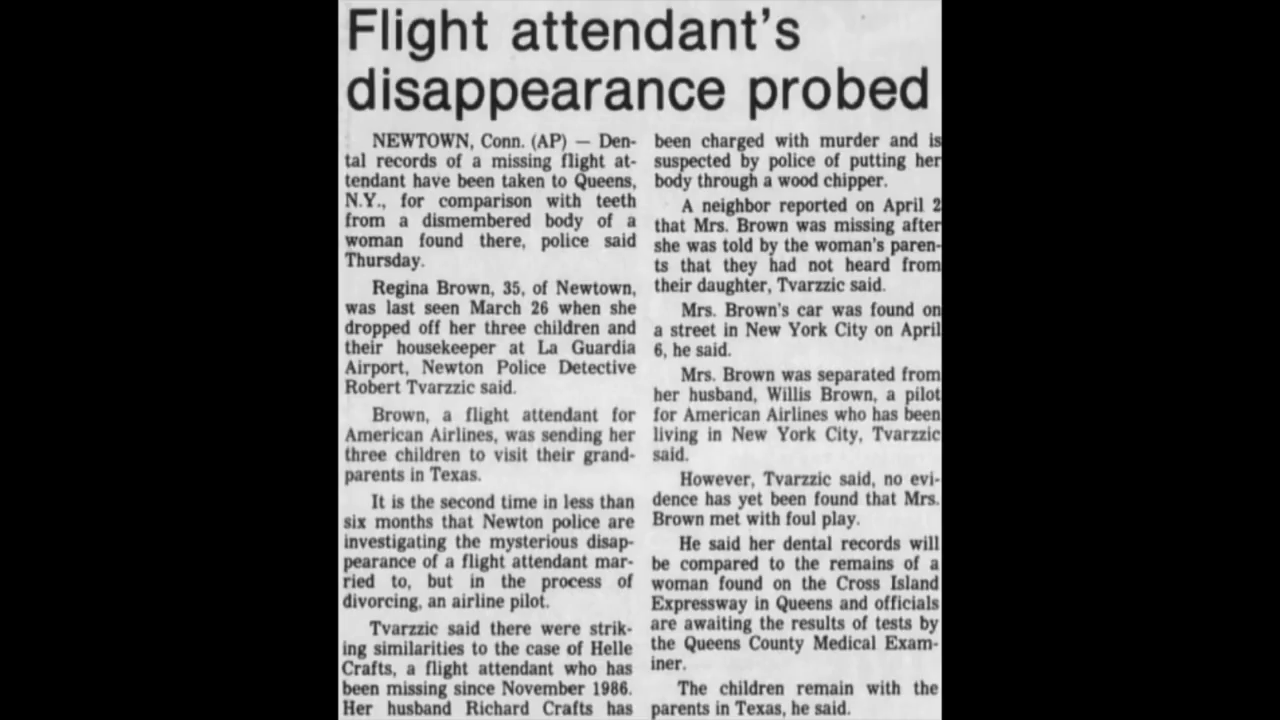 Flight attendant's
disappearance probed
NEWTOWN, Conn. (AP) — Den-
tal records of a missing flight at-
tendant have been taken to Queens,
N.Y., for comparison with teeth
from a dismembered body of a
woman found there, police said
Thursday.
Regina Brown, 35, of Newtown,
was last seen March 26 when she
dropped off her three children and
their housekeeper at La Guardia
Airport, Newton Police Detective
Robert Tvarzzic said.
Brown, a flight attendant for
American Airlines, was sending her
three children to visit their grand-
parents in Texas.
It is the second time in less than
six months that Newton police are
investigating the mysterious disap-
pearance of a flight attendant mar-
ried to, but in the process of
divorcing, an airline pilot.
Tvarzzic said there were strik-
ing similarities to the case of Helle
Crafts, a flight attendant who has
been missing since November 1986.
Her husband Richard Crafts has
been charged with murder and is
suspected by police of putting her
body through a wood chipper.
A neighbor reported on April 2
that Mrs. Brown was missing after
she was told by the woman's paren-
ts that they had not heard from
their daughter, Tvarzzic said.
Mrs. Brown's car was found on
a street in New York City on April
6, he said.
Mrs. Brown was separated from
her husband, Willis Brown, a pilot
for American Airlines who has been
living in New York City, Tvarzzic
said.
However, Tvarzzic said, no evi-
dence has yet been found that Mrs.
Brown met with foul play.
He said her dental records will
be compared to the remains of a
woman found on the Cross Island
Expressway in Queens and officials
are awaiting the results of tests by
the Queens County Medical Exam-
iner.
The children remain with the
parents in Texas, he said.